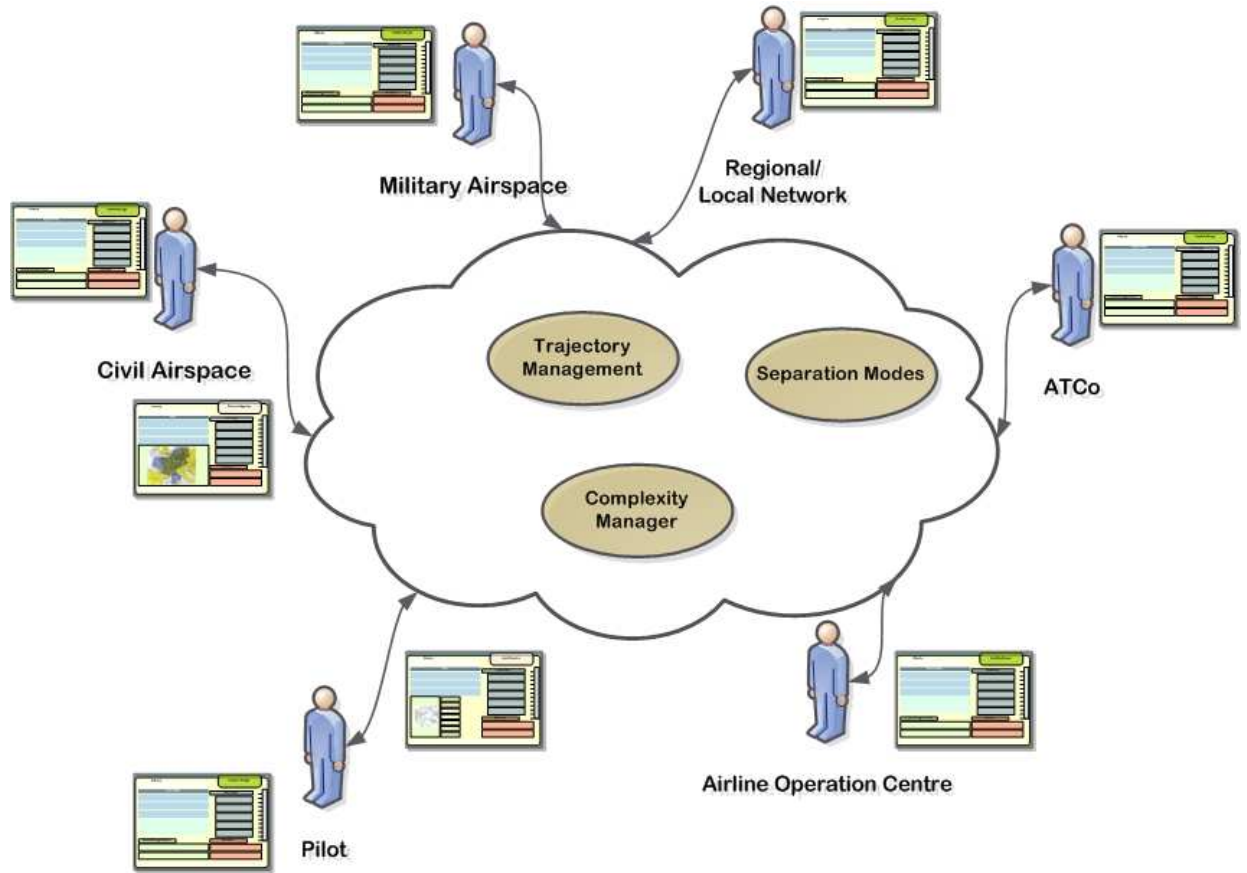 Military Airspace
Regional/
Local Network
Civil Airspace
ATCo
Trajectory
Management
Separation Modes
Complexity
Manager
Airline Operation Centre
Pilot